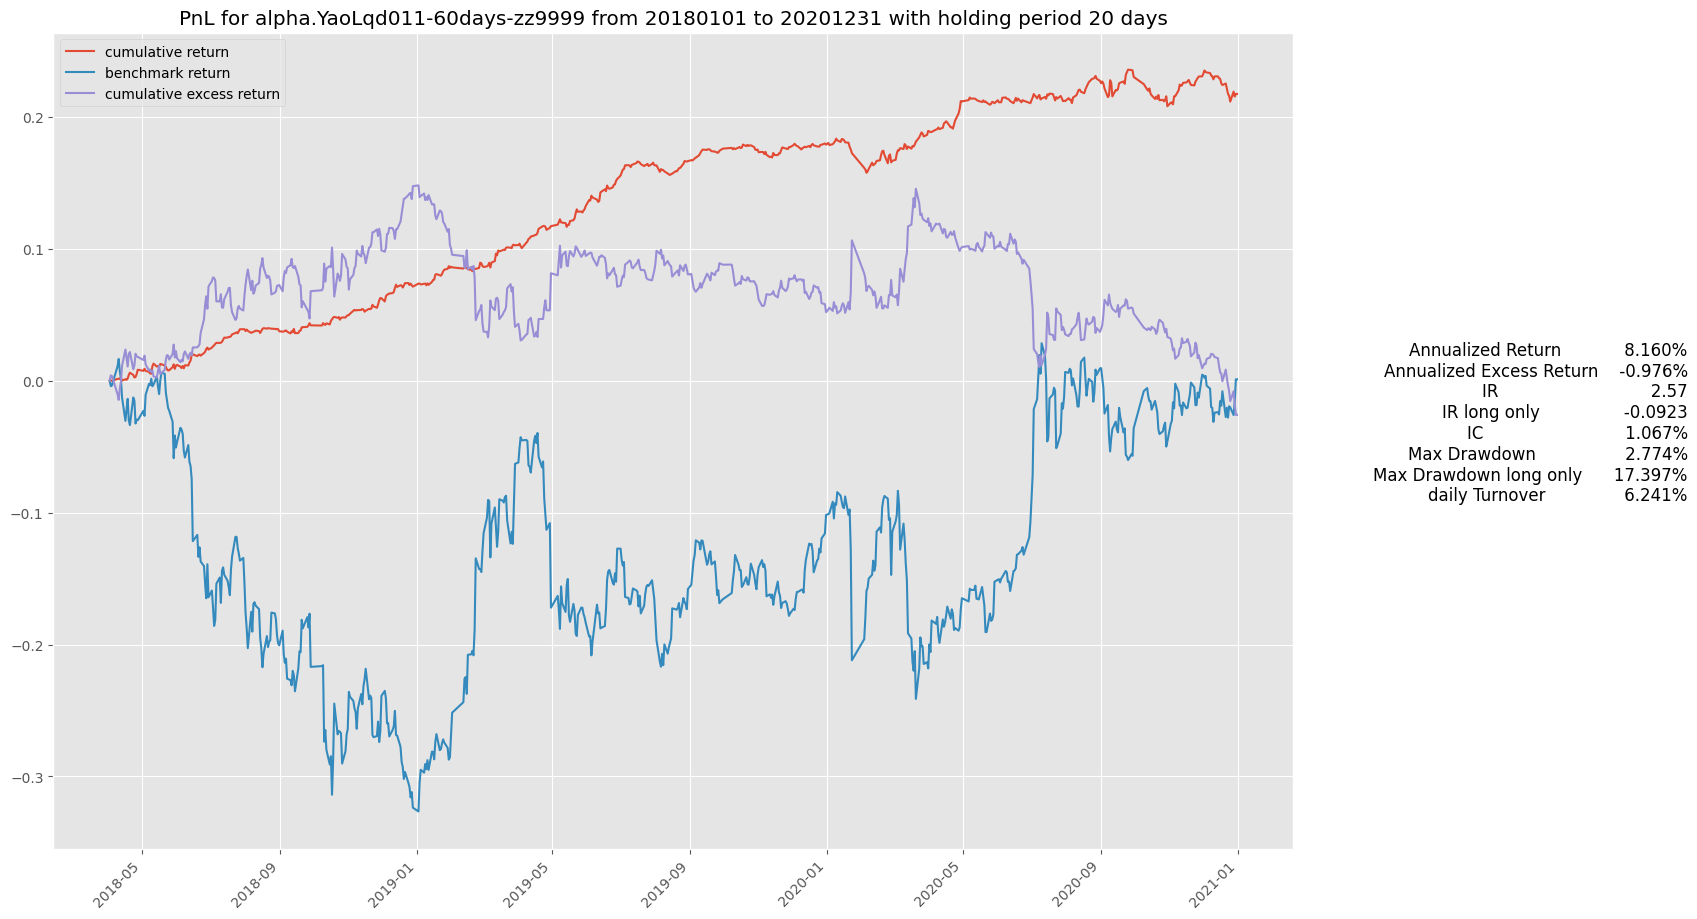 PnL for alpha.YaoLqd011-60days-zz9999 from 20180101 to 20201231 with holding period 20 days
cumulative return
benchmark return
cumulative excess return
0.2
0.1
0.0
−0.1
−0.2
−0.3
2018-05
2018-09
2019-01
2019-05
2019-09
2020-01
2020-05
2020-09
2021-01
Annualized Return 8.160%
Annualized Excess Return -0.976%
IR 2.57
IR long only -0.0923
IC 1.067%
Max Drawdown 2.774%
Max Drawdown long only 17.397%
daily Turnover 6.241%